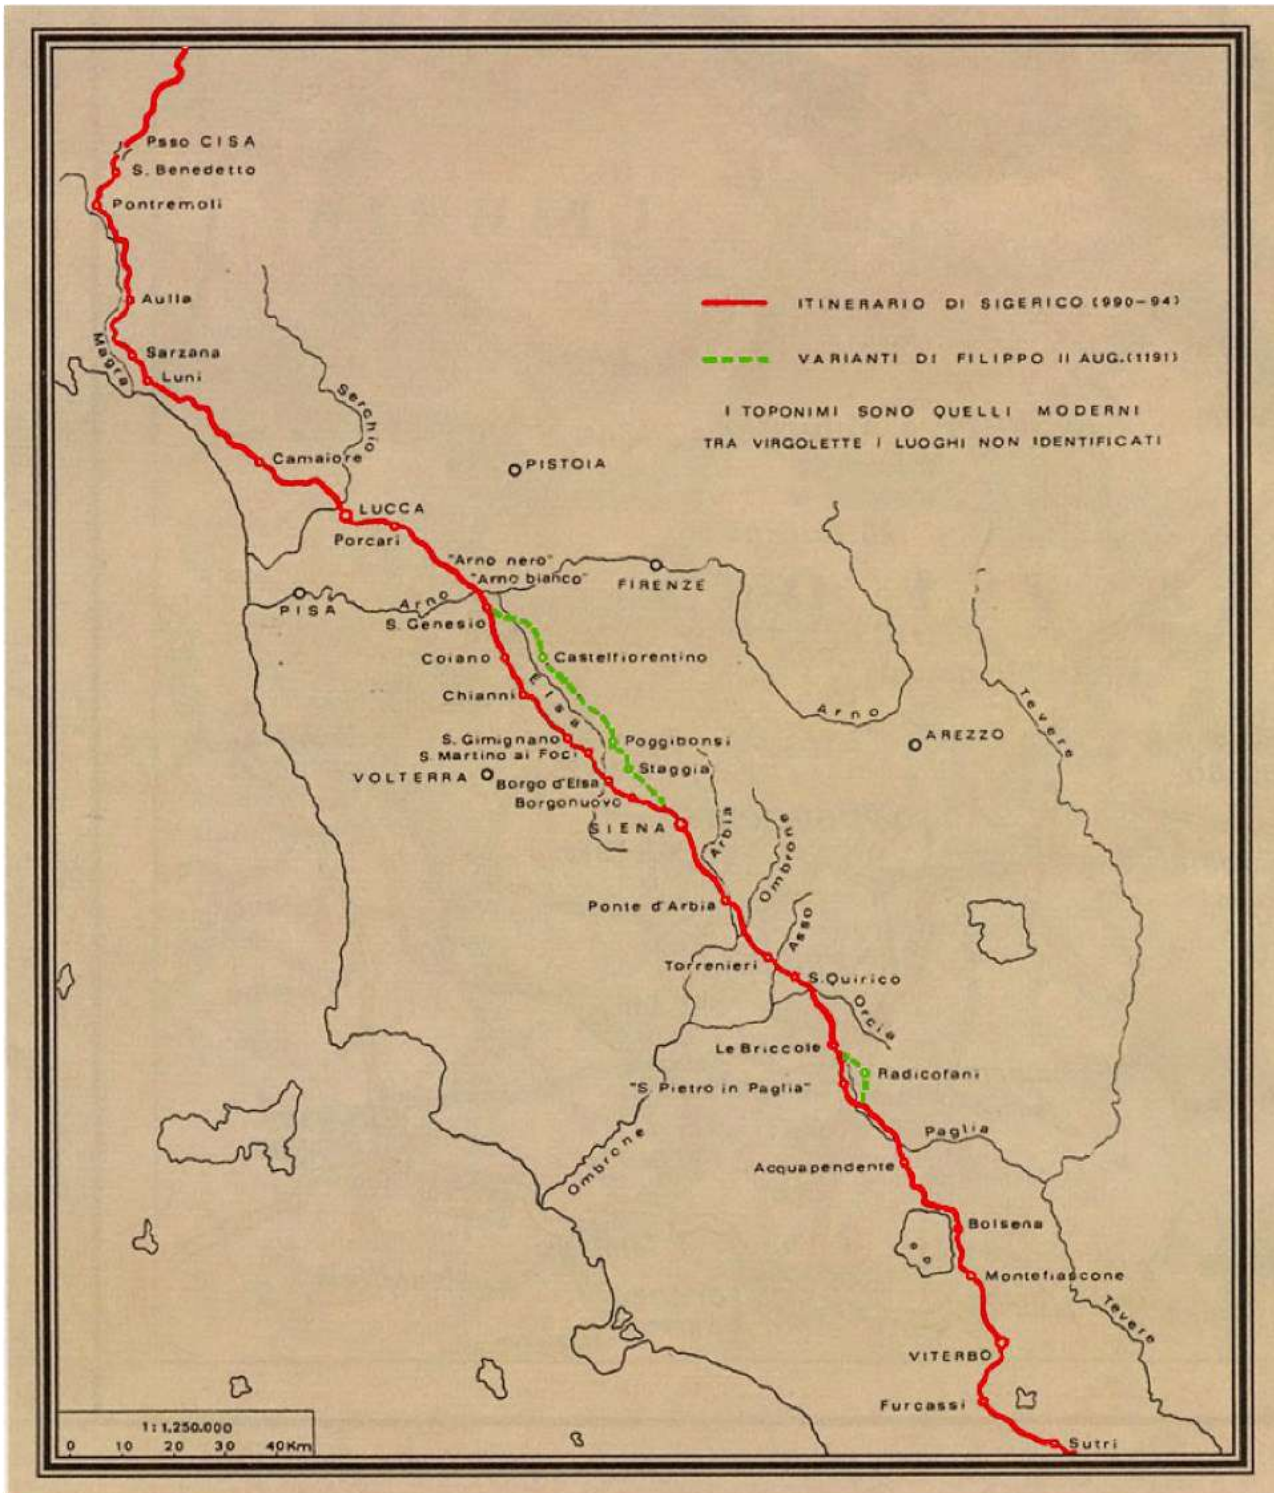 Psso CISA
S. Benedetto
Pontremoli
Aulla
ITINERARIO DI SIGERICO (990-94)
Magra
Sarzana
VARIANTI DI FILIPPO II AUG.(1191)
Luni
Serchio
I TOPONIMI SONO QUELLI MODERNI
TRA VIRGOLETTE I LUOGHI NON IDENTIFICATI
Camaiore
PISTOIA
LUCCA
Porcari
"Arno nero"
"Arno bianco"
FIRENZE
Arno
PISA
S. Genesio
Coiano
Castelfiorentino
Elsa
Chianni
Arno
Tevere
AREZZO
S. Gimignano
Poggibonsi
S. Martino ai Foci
Staggia
VOLTERRA
Borgo d'Elsa
Borgonuovo
SIENA
Arbia
Ombrone
Ponte d'Arbia
Asso
Torrenieri
S. Quirico
Orcia
Le Briccole
Radicofani
"S. Pietro in Paglia"
Paglia
Ombrone
Acquapendente
Bolsena
Montefiascone
Tevere
VITERBO
Furcassi
Sutri
1:1,250.000
0 10 20 30 40Km